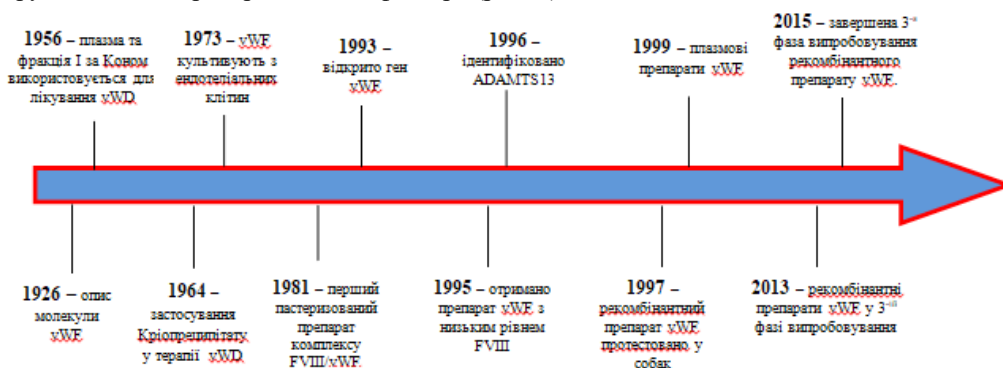 1956 – плазма та
фракція I за Коном
використовується для
лікування vWD
1973 – vWF
культивують з
ендотеліальних
клітин
1993 –
відкрито ген
vWF
1996 –
ідентифіковано
ADAMTS13
1999 – плазмові
препарати vWF
2015 – завершена 3-я
фаза випробовування
рекомбінантного
препарату vWF.
1926 – опис
молекули
vWF
1964 –
застосування
Кріопреципітату
у терапії vWD
1981 – перший
пастеризований
препарат
комплексу
FVIII/vWF
1995 – отримано
препарат vWF з
низьким рівнем
FVIII
1997 –
рекомбінантний
препарат vWF
протестовано у
собак
2013 – рекомбінантні
препарати vWF у 3-ій
фазі випробовування